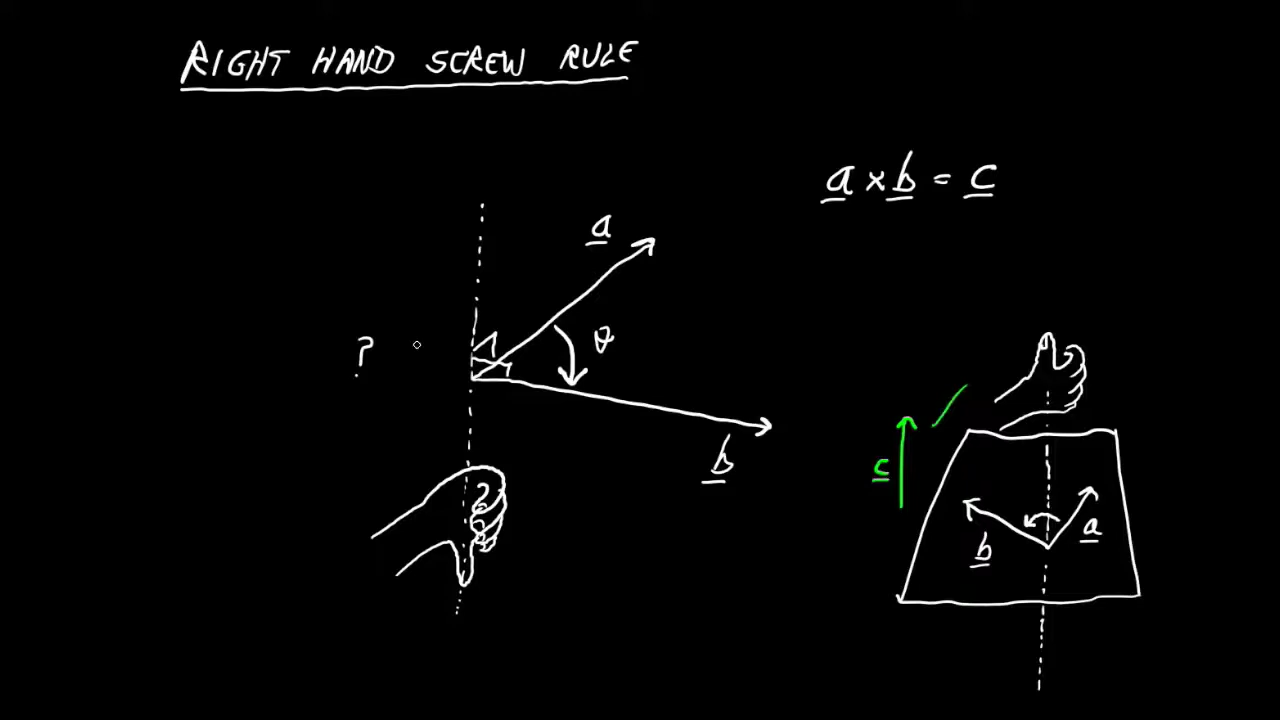 RIGHT HAND SCREW RULE
a × b = c
a
θ
?
b
c
a
b